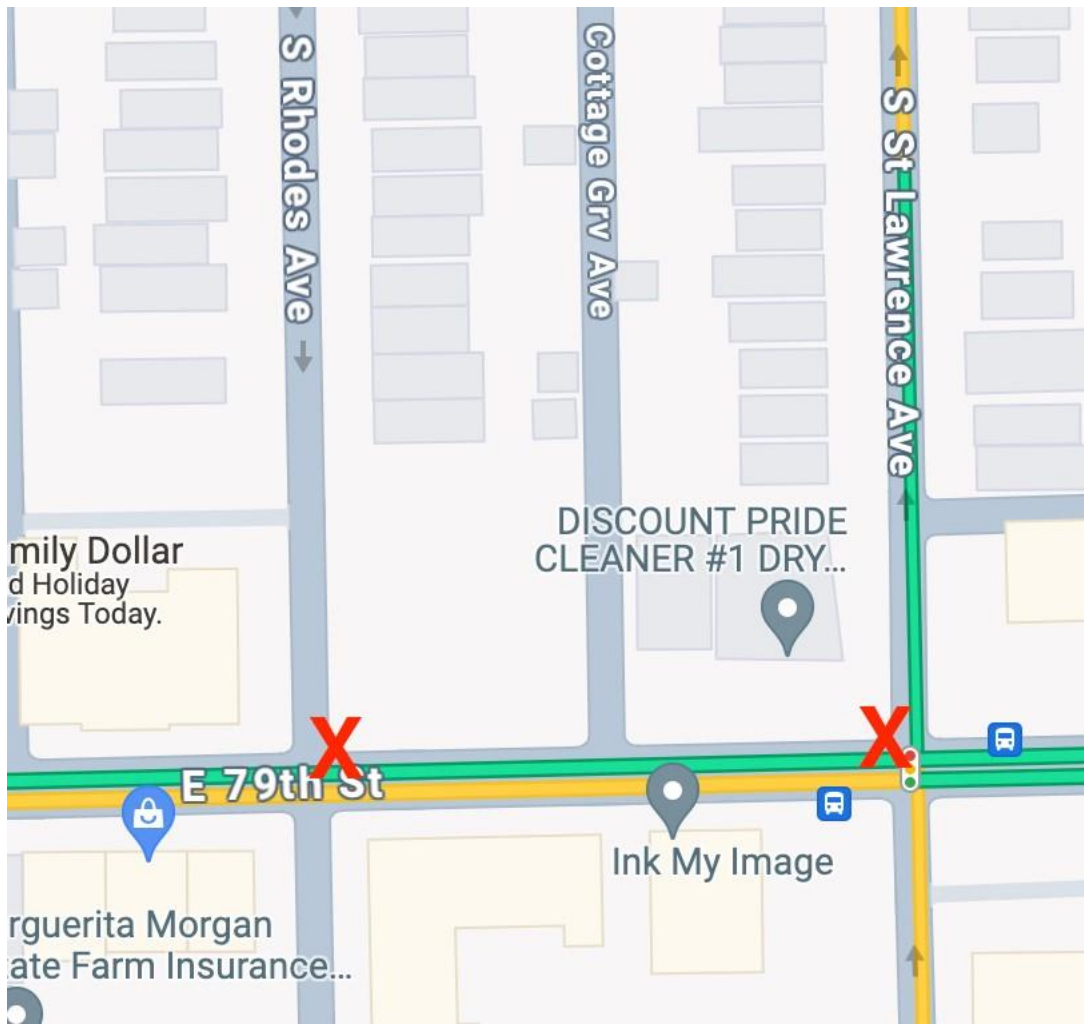 S Rhodes Ave
Cottage Grv Ave
S St Lawrence Ave
DISCOUNT PRIDE
CLEANER #1 DRY...
mily Dollar
d Holiday
vings Today.
X
X
E 79th St
Ink My Image
rguerita Morgan
tate Farm Insurance...